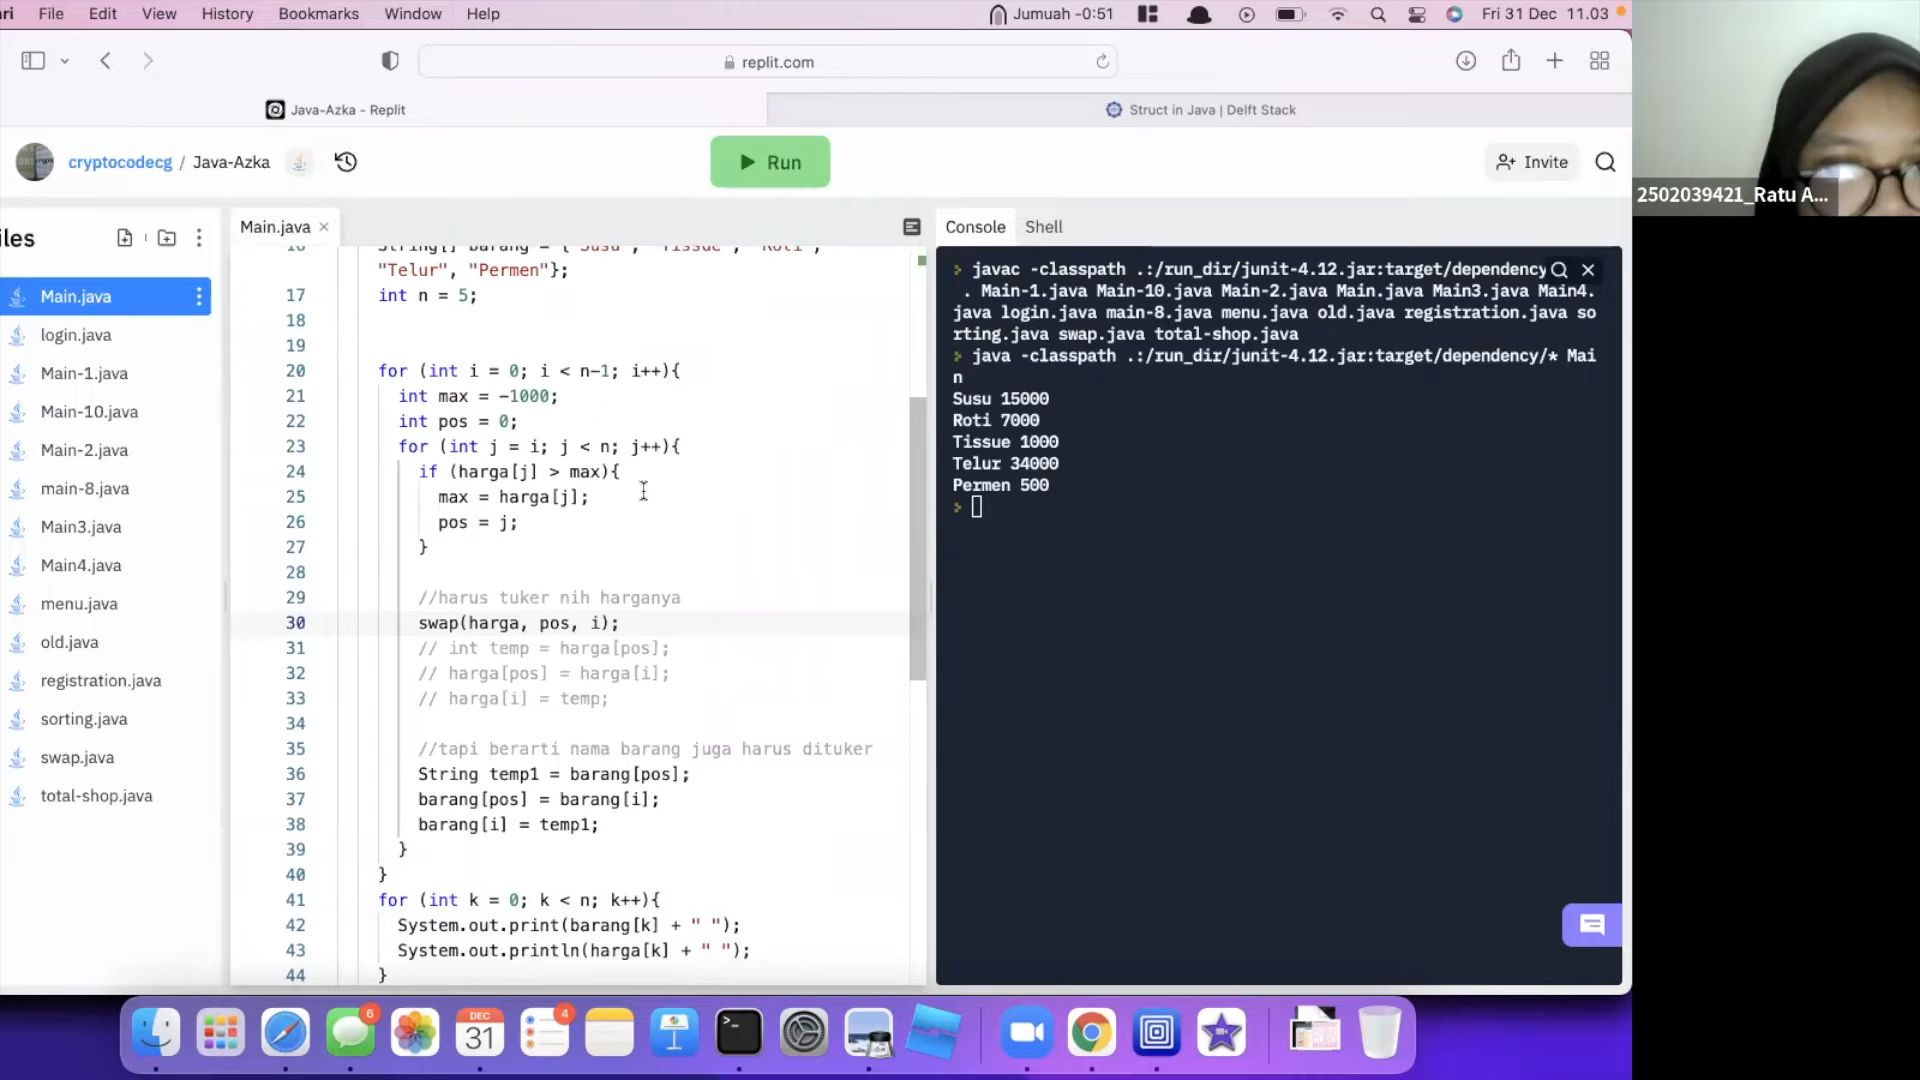 ri File Edit View History Bookmarks Window Help Jumuah -0:51 Fri 31 Dec 11.03
replit.com
Java-Azka - Replit
Struct in Java | Delft Stack
cryptocodecg / Java-Azka
Run
Invite
2502039421_Ratu A...
iles
Main.java
login.java
Main-1.java
Main-10.java
Main-2.java
main-8.java
Main3.java
Main4.java
menu.java
old.java
registration.java
sorting.java
swap.java
total-shop.java
Main.java ×
16 String[] barang = {"Susu", "Tissue", "Roti",
"Telur", "Permen"};
17 int n = 5;
18
19
20 for (int i = 0; i < n-1; i++){
21 int max = -1000;
22 int pos = 0;
23 for (int j = i; j < n; j++){
24 if (harga[j] > max){
25 max = harga[j];
26 pos = j;
27 }
28
29 //harus tuker nih harganya
30 swap(harga, pos, i);
31 // int temp = harga[pos];
32 // harga[pos] = harga[i];
33 // harga[i] = temp;
34
35 //tapi berarti nama barang juga harus dituker
36 String temp1 = barang[pos];
37 barang[pos] = barang[i];
38 barang[i] = temp1;
39 }
40 }
41 for (int k = 0; k < n; k++){
42 System.out.print(barang[k] + " ");
43 System.out.println(harga[k] + " ");
44 }
Console Shell
> javac -classpath .:/run_dir/junit-4.12.jar:target/dependency
. Main-1.java Main-10.java Main-2.java Main.java Main3.java Main4.
java login.java main-8.java menu.java old.java registration.java so
rting.java swap.java total-shop.java
> java -classpath .:/run_dir/junit-4.12.jar:target/dependency/* Mai
n
Susu 15000
Roti 7000
Tissue 1000
Telur 34000
Permen 500
>
6
DEC
31
4